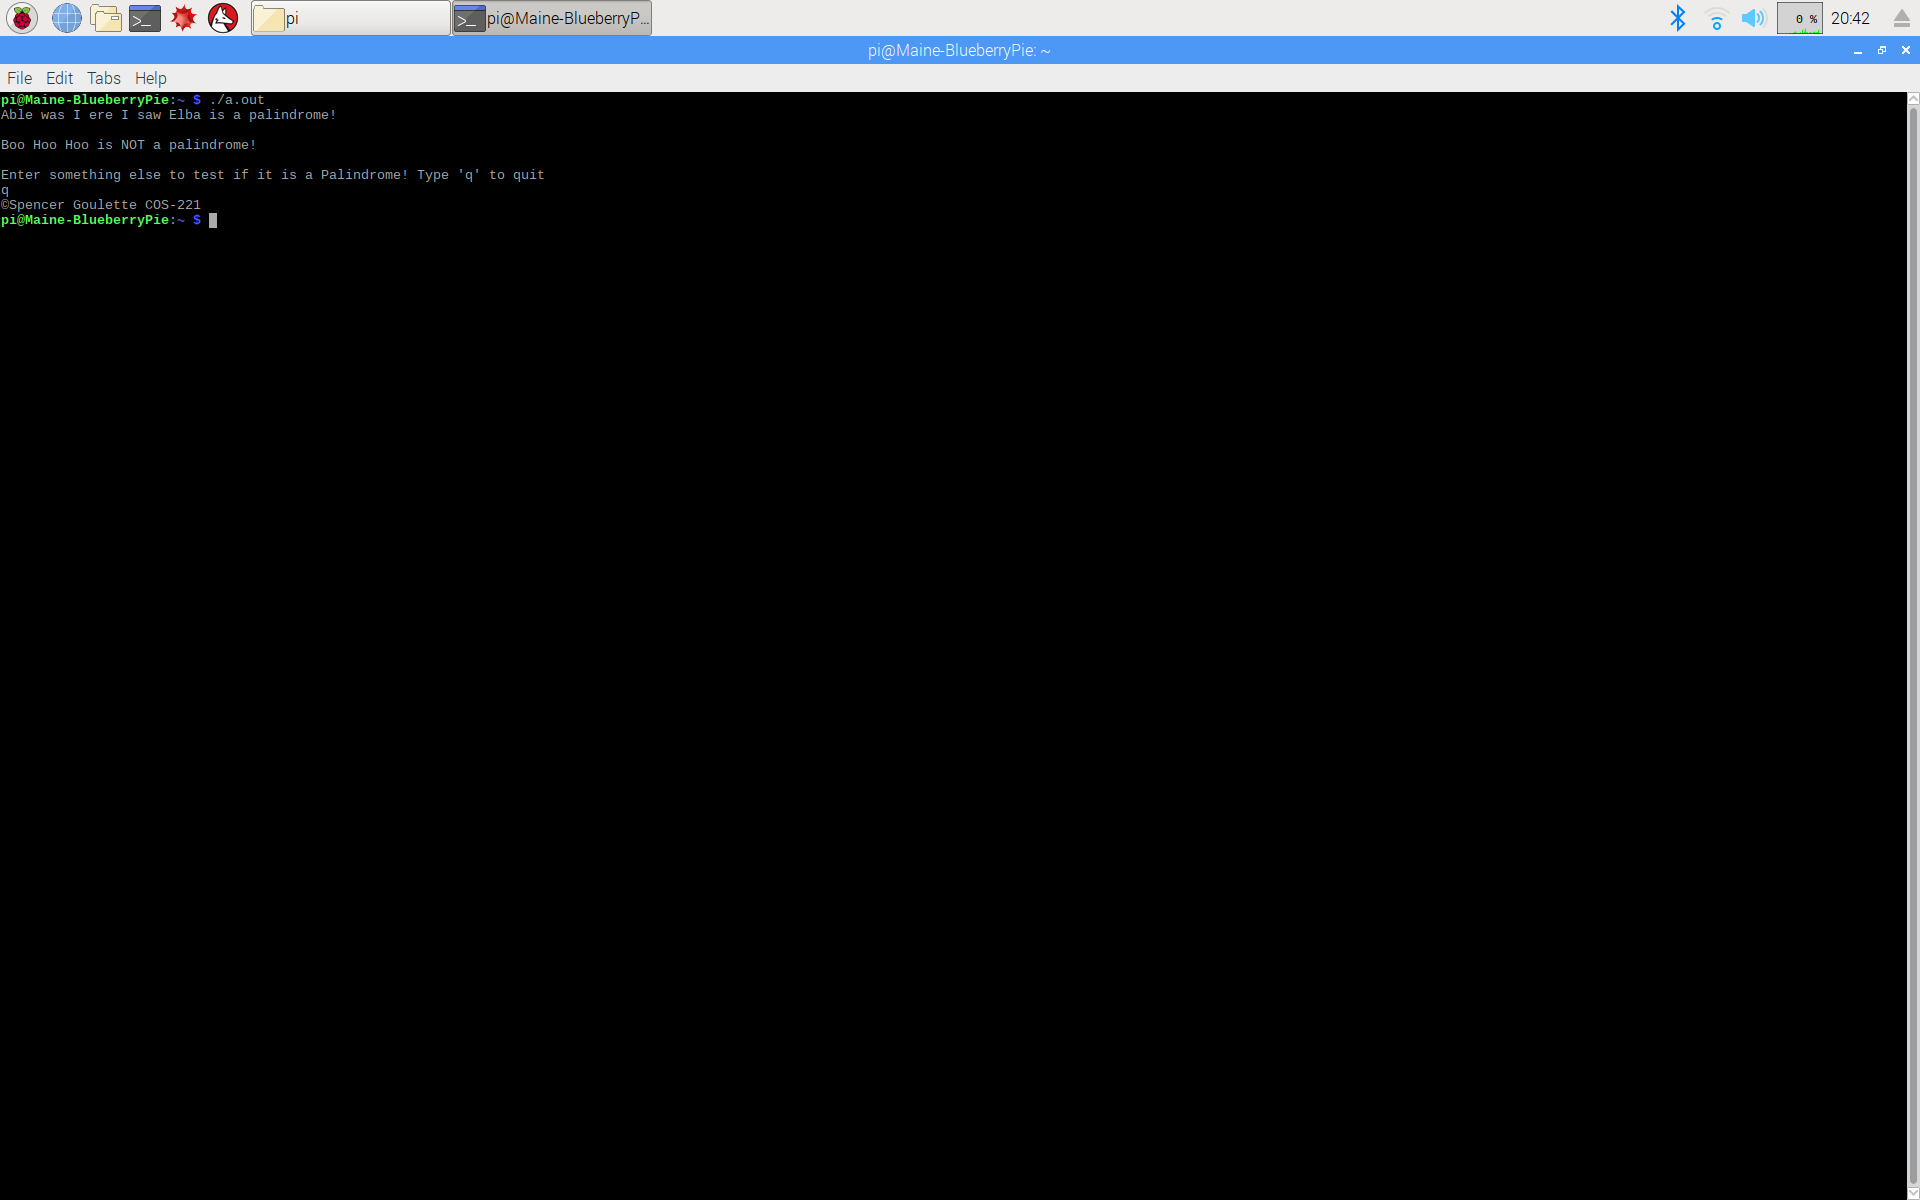 pi
pi@Maine-BlueberryP...
0 %
20:42
pi@Maine-BlueberryPie: ~
File Edit Tabs Help
pi@Maine-BlueberryPie:~ $ ./a.out
Able was I ere I saw Elba is a palindrome!
Boo Hoo Hoo is NOT a palindrome!
Enter something else to test if it is a Palindrome! Type 'q' to quit
q
©Spencer Goulette COS-221
pi@Maine-BlueberryPie:~ $